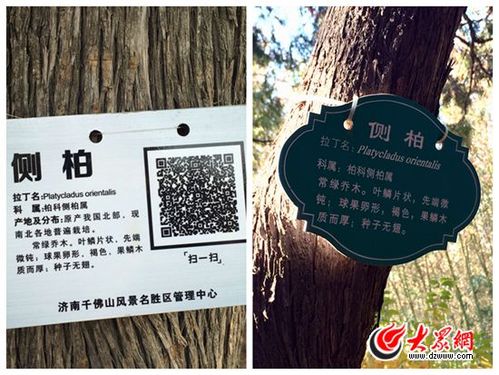 侧柏
拉丁名:Platycladus orientalis
科 属:柏科侧柏属
产地及分布:原产我国北部，现
南北各地普遍栽培。
常绿乔木。叶鳞片状，先端
微钝；球果卵形，褐色，果鳞木
质而厚；种子无翅。
「扫一扫」
济南千佛山风景名胜区管理中心
侧柏
拉丁名:Platycladus orientalis
科属:柏科侧柏属
常绿乔木。叶鳞片状，先端微
钝；球果卵形，褐色，果鳞木
质而厚；种子无翅。
大众網
www.dzwww.com